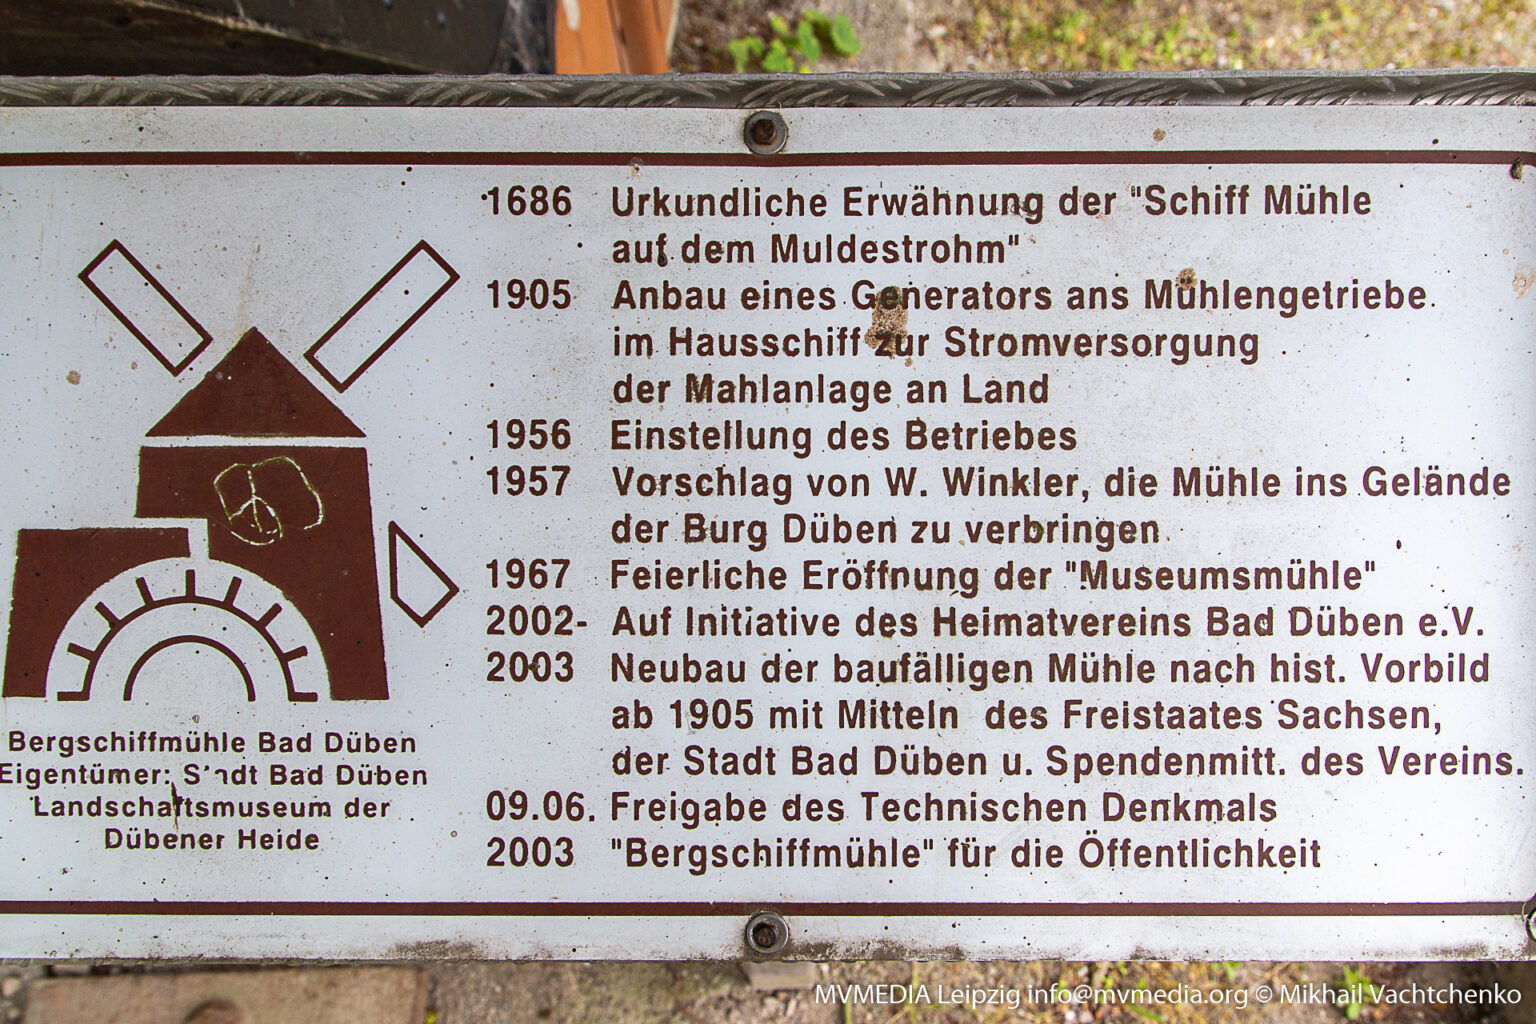 1686 Urkundliche Erwähnung der "Schiff Mühle
auf dem Muldestrohm"
1905 Anbau eines Generators ans Mühlengetriebe
im Hausschiff zur Stromversorgung
der Mahlanlage an Land
1956 Einstellung des Betriebes
1957 Vorschlag von W. Winkler, die Mühle ins Gelände
der Burg Düben zu verbringen
1967 Feierliche Eröffnung der "Museumsmühle"
2002- Auf Initiative des Heimatvereins Bad Düben e.V.
2003 Neubau der baufälligen Mühle nach hist. Vorbild
ab 1905 mit Mitteln des Freistaates Sachsen,
der Stadt Bad Düben u. Spendenmitt. des Vereins.
09.06. Freigabe des Technischen Denkmals
2003 "Bergschiffmühle" für die Öffentlichkeit
Bergschiffmühle Bad Düben
Eigentümer: Stadt Bad Düben
Landschaftsmuseum der
Dübener Heide
MVMEDIA Leipzig info@mvmedia.org © Mikhail Vachtchenko